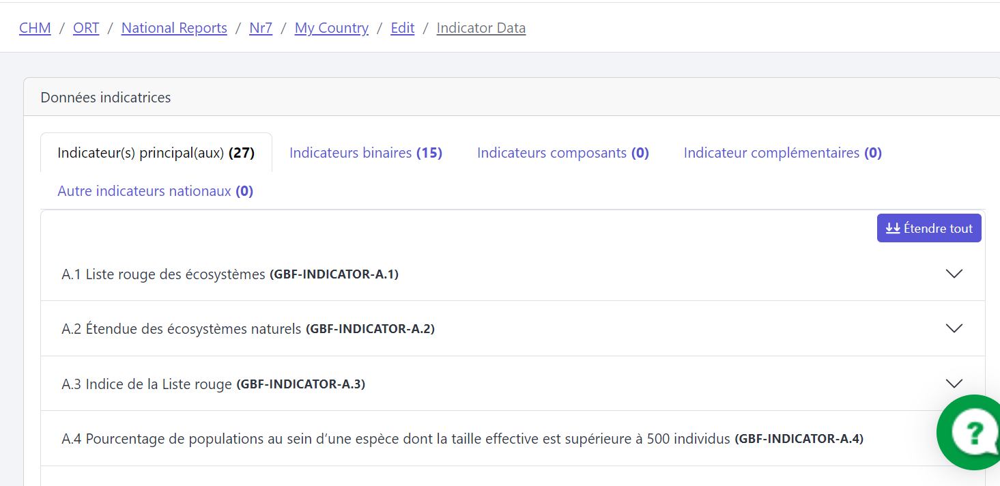 CHM / ORT / National Reports / Nr7 / My Country / Edit / Indicator Data
Données indicatrices
Indicateur(s) principal(aux) (27) Indicateurs binaires (15) Indicateurs composants (0) Indicateur complémentaires (0)
Autre indicateurs nationaux (0)
Étendre tout
A.1 Liste rouge des écosystèmes (GBF-INDICATOR-A.1)
A.2 Étendue des écosystèmes naturels (GBF-INDICATOR-A.2)
A.3 Indice de la Liste rouge (GBF-INDICATOR-A.3)
A.4 Pourcentage de populations au sein d’une espèce dont la taille effective est supérieure à 500 individus (GBF-INDICATOR-A.4)
?